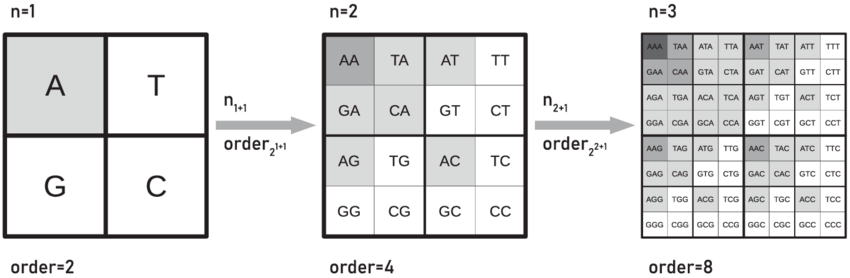 n=1
n=2
n=3
A T
G C
n1+1
order2^1+1
AA TA AT TT
GA CA GT CT
AG TG AC TC
GG CG GC CC
n2+1
order2^2+1
AAA TAA ATA TTA AAT TAT ATT TTT
GAA CAA GTA CTA GAT CAT GTT CTT
AGA TGA ACA TCA AGT TGT ACT TCT
GGA CGA GCA CCA GGT CGT GCT CCT
AAG TAG ATG TTG AAC TAC ATC TTC
GAG CAG GTG CTG GAC CAC GTC CTC
AGG TGG ACG TCG AGC TGC ACC TCC
GGG CGG GCG CCG GGC CGC GCC CCC
order=2
order=4
order=8